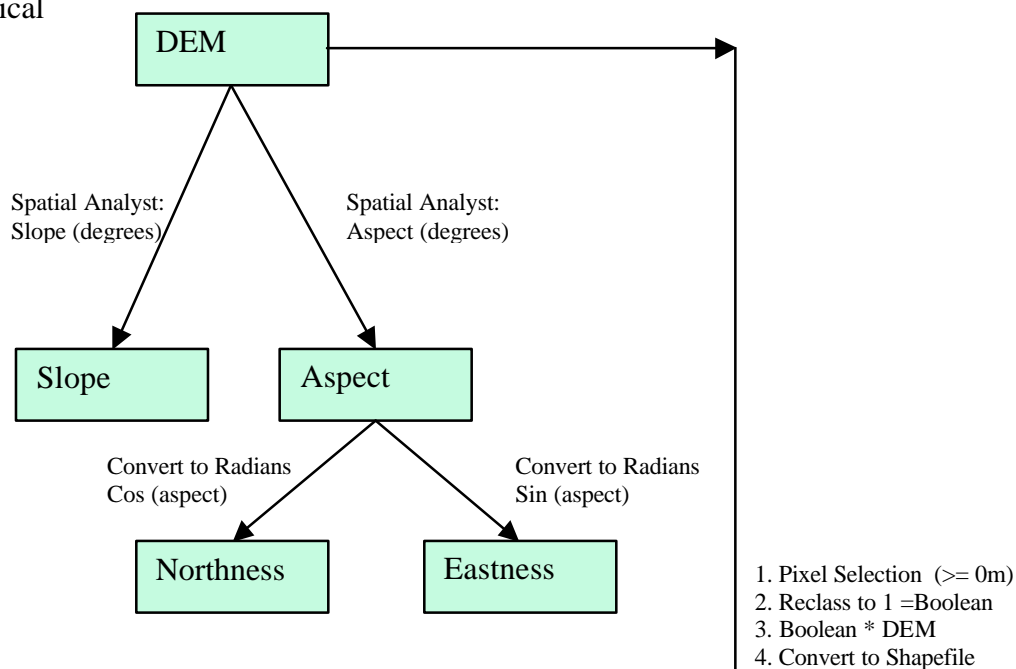 DEM
Spatial Analyst:
Slope (degrees)
Spatial Analyst:
Aspect (degrees)
Slope
Aspect
Convert to Radians
Cos (aspect)
Convert to Radians
Sin (aspect)
Northness
Eastness
1. Pixel Selection (>= 0m)
2. Reclass to 1 =Boolean
3. Boolean * DEM
4. Convert to Shapefile